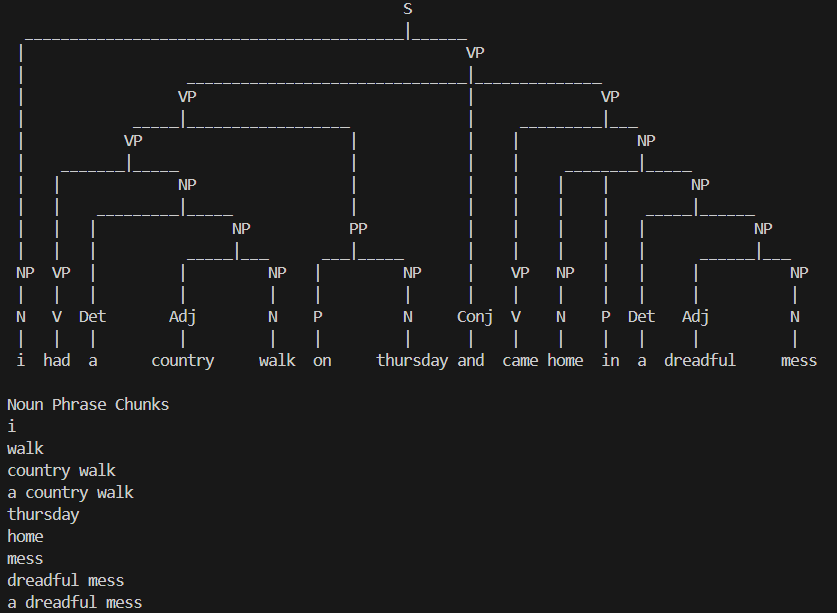 S
VP
VP VP
VP NP
NP NP
NP PP NP
NP VP NP NP VP NP NP
N V Det Adj N P N Conj V N P Det Adj N
i had a country walk on thursday and came home in a dreadful mess
Noun Phrase Chunks
i
walk
country walk
a country walk
thursday
home
mess
dreadful mess
a dreadful mess